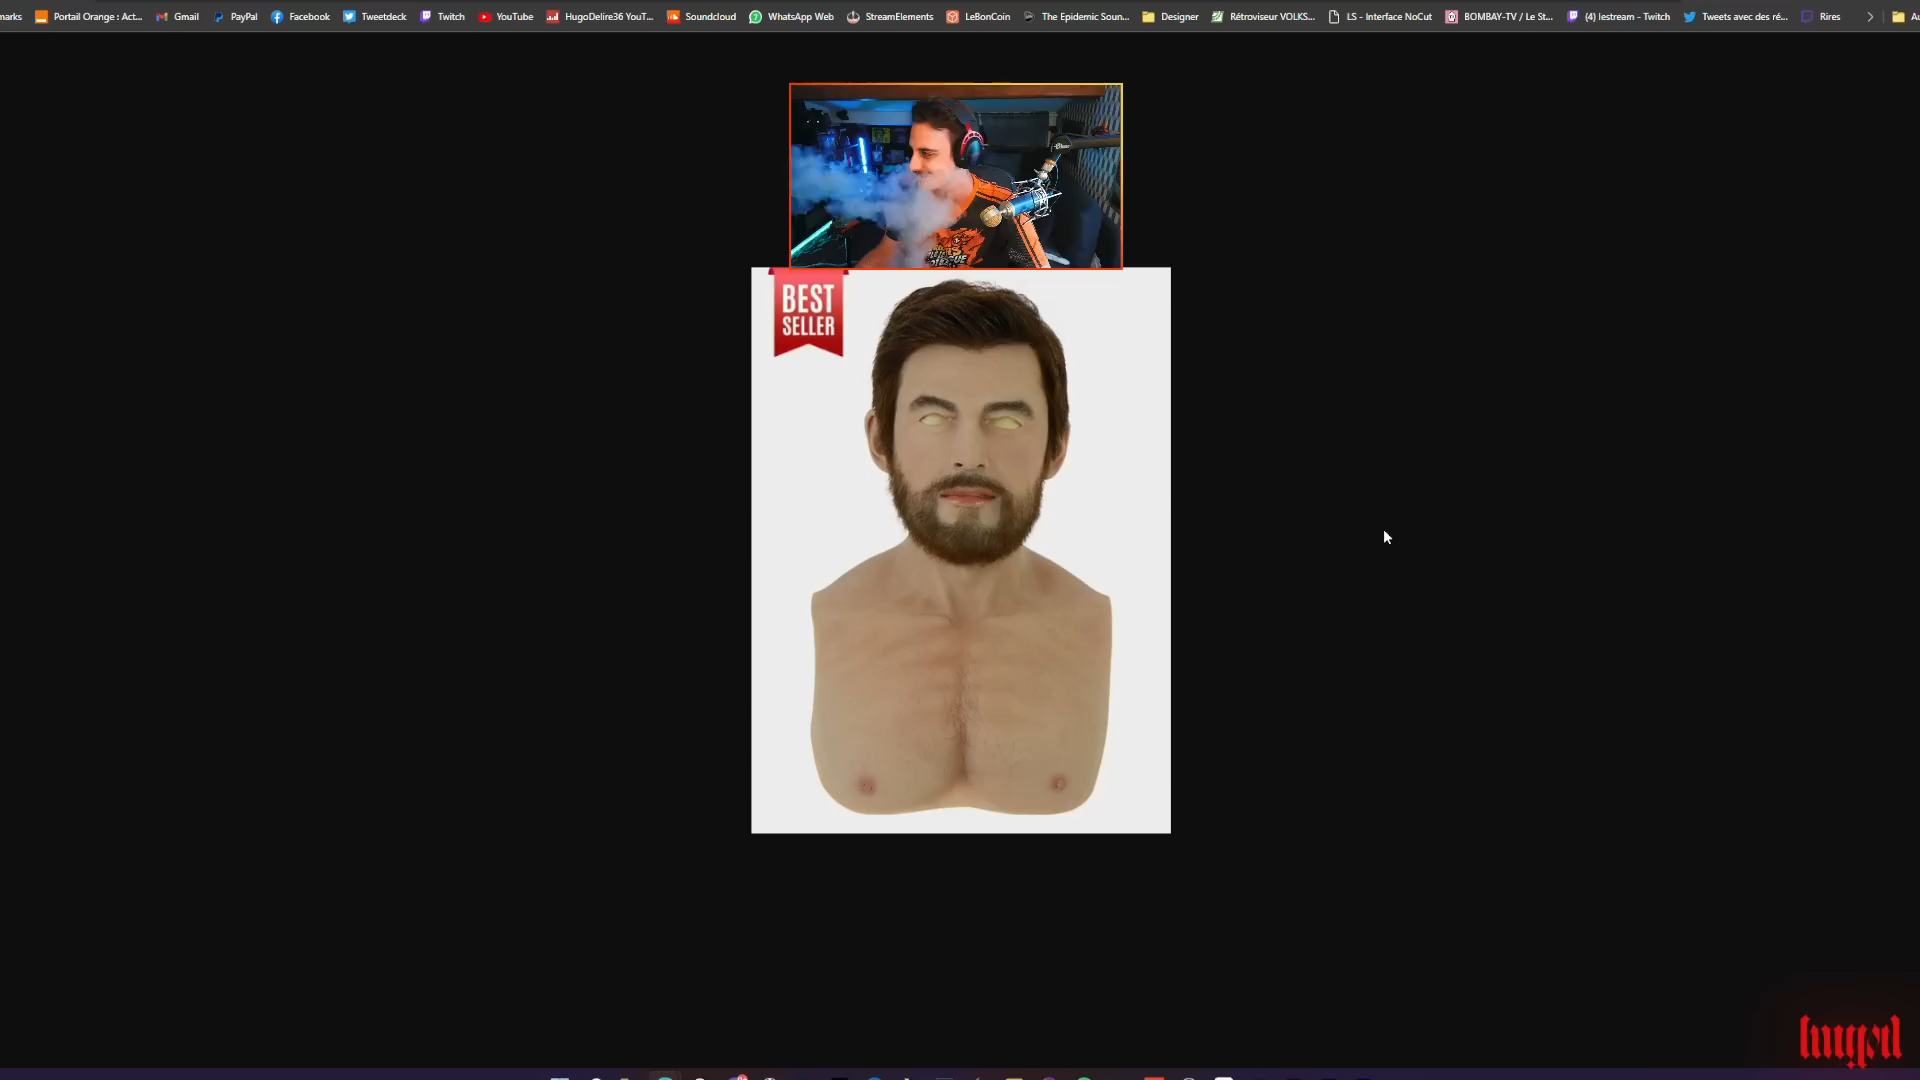 marks Portail Orange : Act... Gmail PayPal Facebook Tweetdeck Twitch YouTube HugoDelire36 YouT... Soundcloud WhatsApp Web StreamElements LeBonCoin The Epidemic Soun... Designer Rétroviseur VOLKS... LS - Interface NoCut BOMBAY-TV / Le St... (4) lestream - Twitch Tweets avec des ré... Rires Au
BEST
SELLER